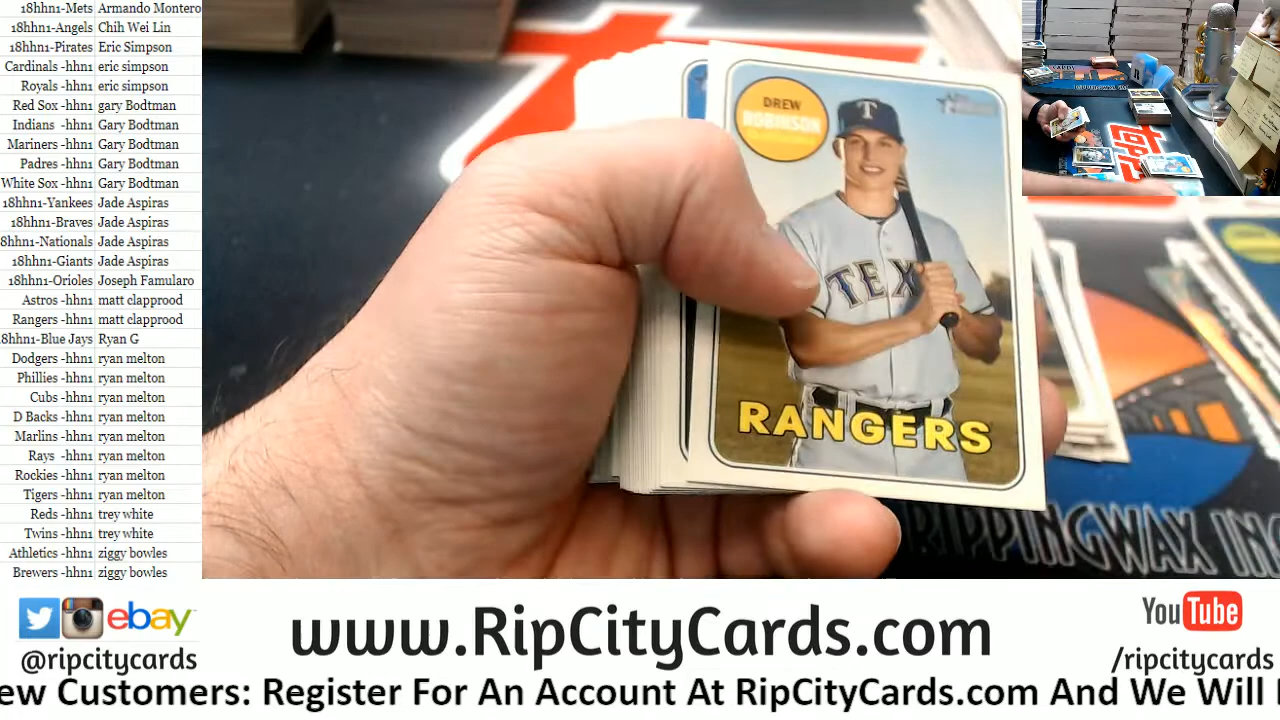 18hhn1-Mets Armando Montero
18hhn1-Angels Chih Wei Lin
18hhn1-Pirates Eric Simpson
Cardinals -hhn1 eric simpson
Royals -hhn1 eric simpson
Red Sox -hhn1 gary Bodtman
Indians -hhn1 Gary Bodtman
Mariners -hhn1 Gary Bodtman
Padres -hhn1 Gary Bodtman
White Sox -hhn1 Gary Bodtman
18hhn1-Yankees Jade Aspiras
18hhn1-Braves Jade Aspiras
8hhn1-Nationals Jade Aspiras
18hhn1-Giants Jade Aspiras
18hhn1-Orioles Joseph Famularo
Astros -hhn1 matt clapprood
Rangers -hhn1 matt clapprood
8hhn1-Blue Jays Ryan G
Dodgers -hhn1 ryan melton
Phillies -hhn1 ryan melton
Cubs -hhn1 ryan melton
D Backs -hhn1 ryan melton
Marlins -hhn1 ryan melton
Rays -hhn1 ryan melton
Rockies -hhn1 ryan melton
Tigers -hhn1 ryan melton
Reds -hhn1 trey white
Twins -hhn1 trey white
Athletics -hhn1 ziggy bowles
Brewers -hhn1 ziggy bowles
DREW
ROBINSON
Heritage
TEX
RANGERS
RIPPINGWAX INC
ebay
@ripcitycards
www.RipCityCards.com
YouTube
/ripcitycards
ew Customers: Register For An Account At RipCityCards.com And We Will